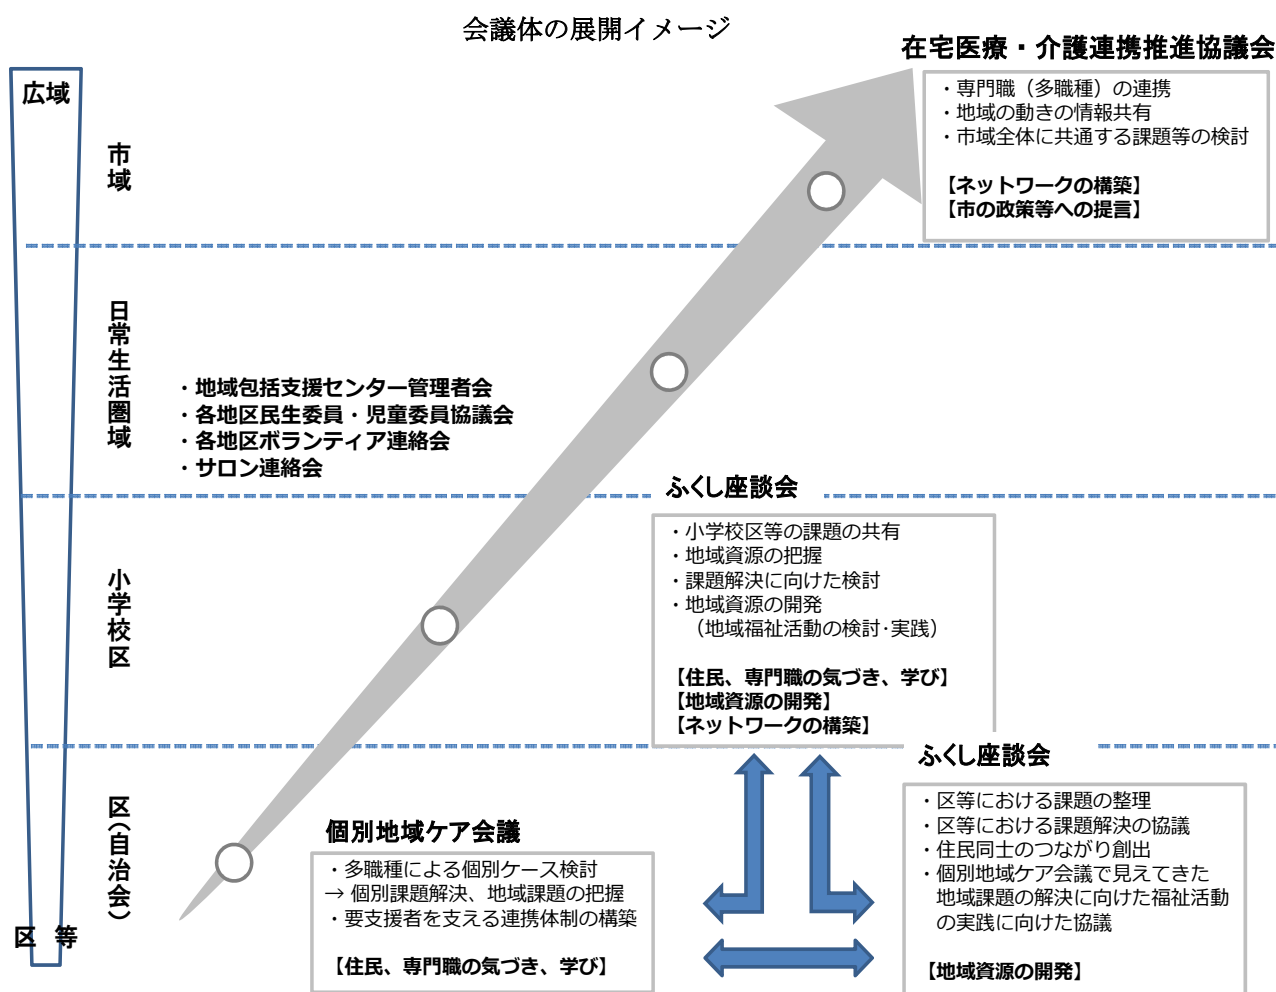 会議体の展開イメージ
在宅医療・介護連携推進協議会
・専門職（多職種）の連携
・地域の動きの情報共有
・市域全体に共通する課題等の検討
【ネットワークの構築】
【市の政策等への提言】
広域
市域
日常生活圏域
・地域包括支援センター管理者会
・各地区民生委員・児童委員協議会
・各地区ボランティア連絡会
・サロン連絡会
小学校区
ふくし座談会
・小学校区等の課題の共有
・地域資源の把握
・課題解決に向けた検討
・地域資源の開発
（地域福祉活動の検討･実践）
【住民、専門職の気づき、学び】
【地域資源の開発】
【ネットワークの構築】
区（自治会）
区 等
個別地域ケア会議
・多職種による個別ケース検討
→ 個別課題解決、地域課題の把握
・要支援者を支える連携体制の構築
【住民、専門職の気づき、学び】
ふくし座談会
・区等における課題の整理
・区等における課題解決の協議
・住民同士のつながり創出
・個別地域ケア会議で見えてきた
地域課題の解決に向けた福祉活動
の実践に向けた協議
【地域資源の開発】